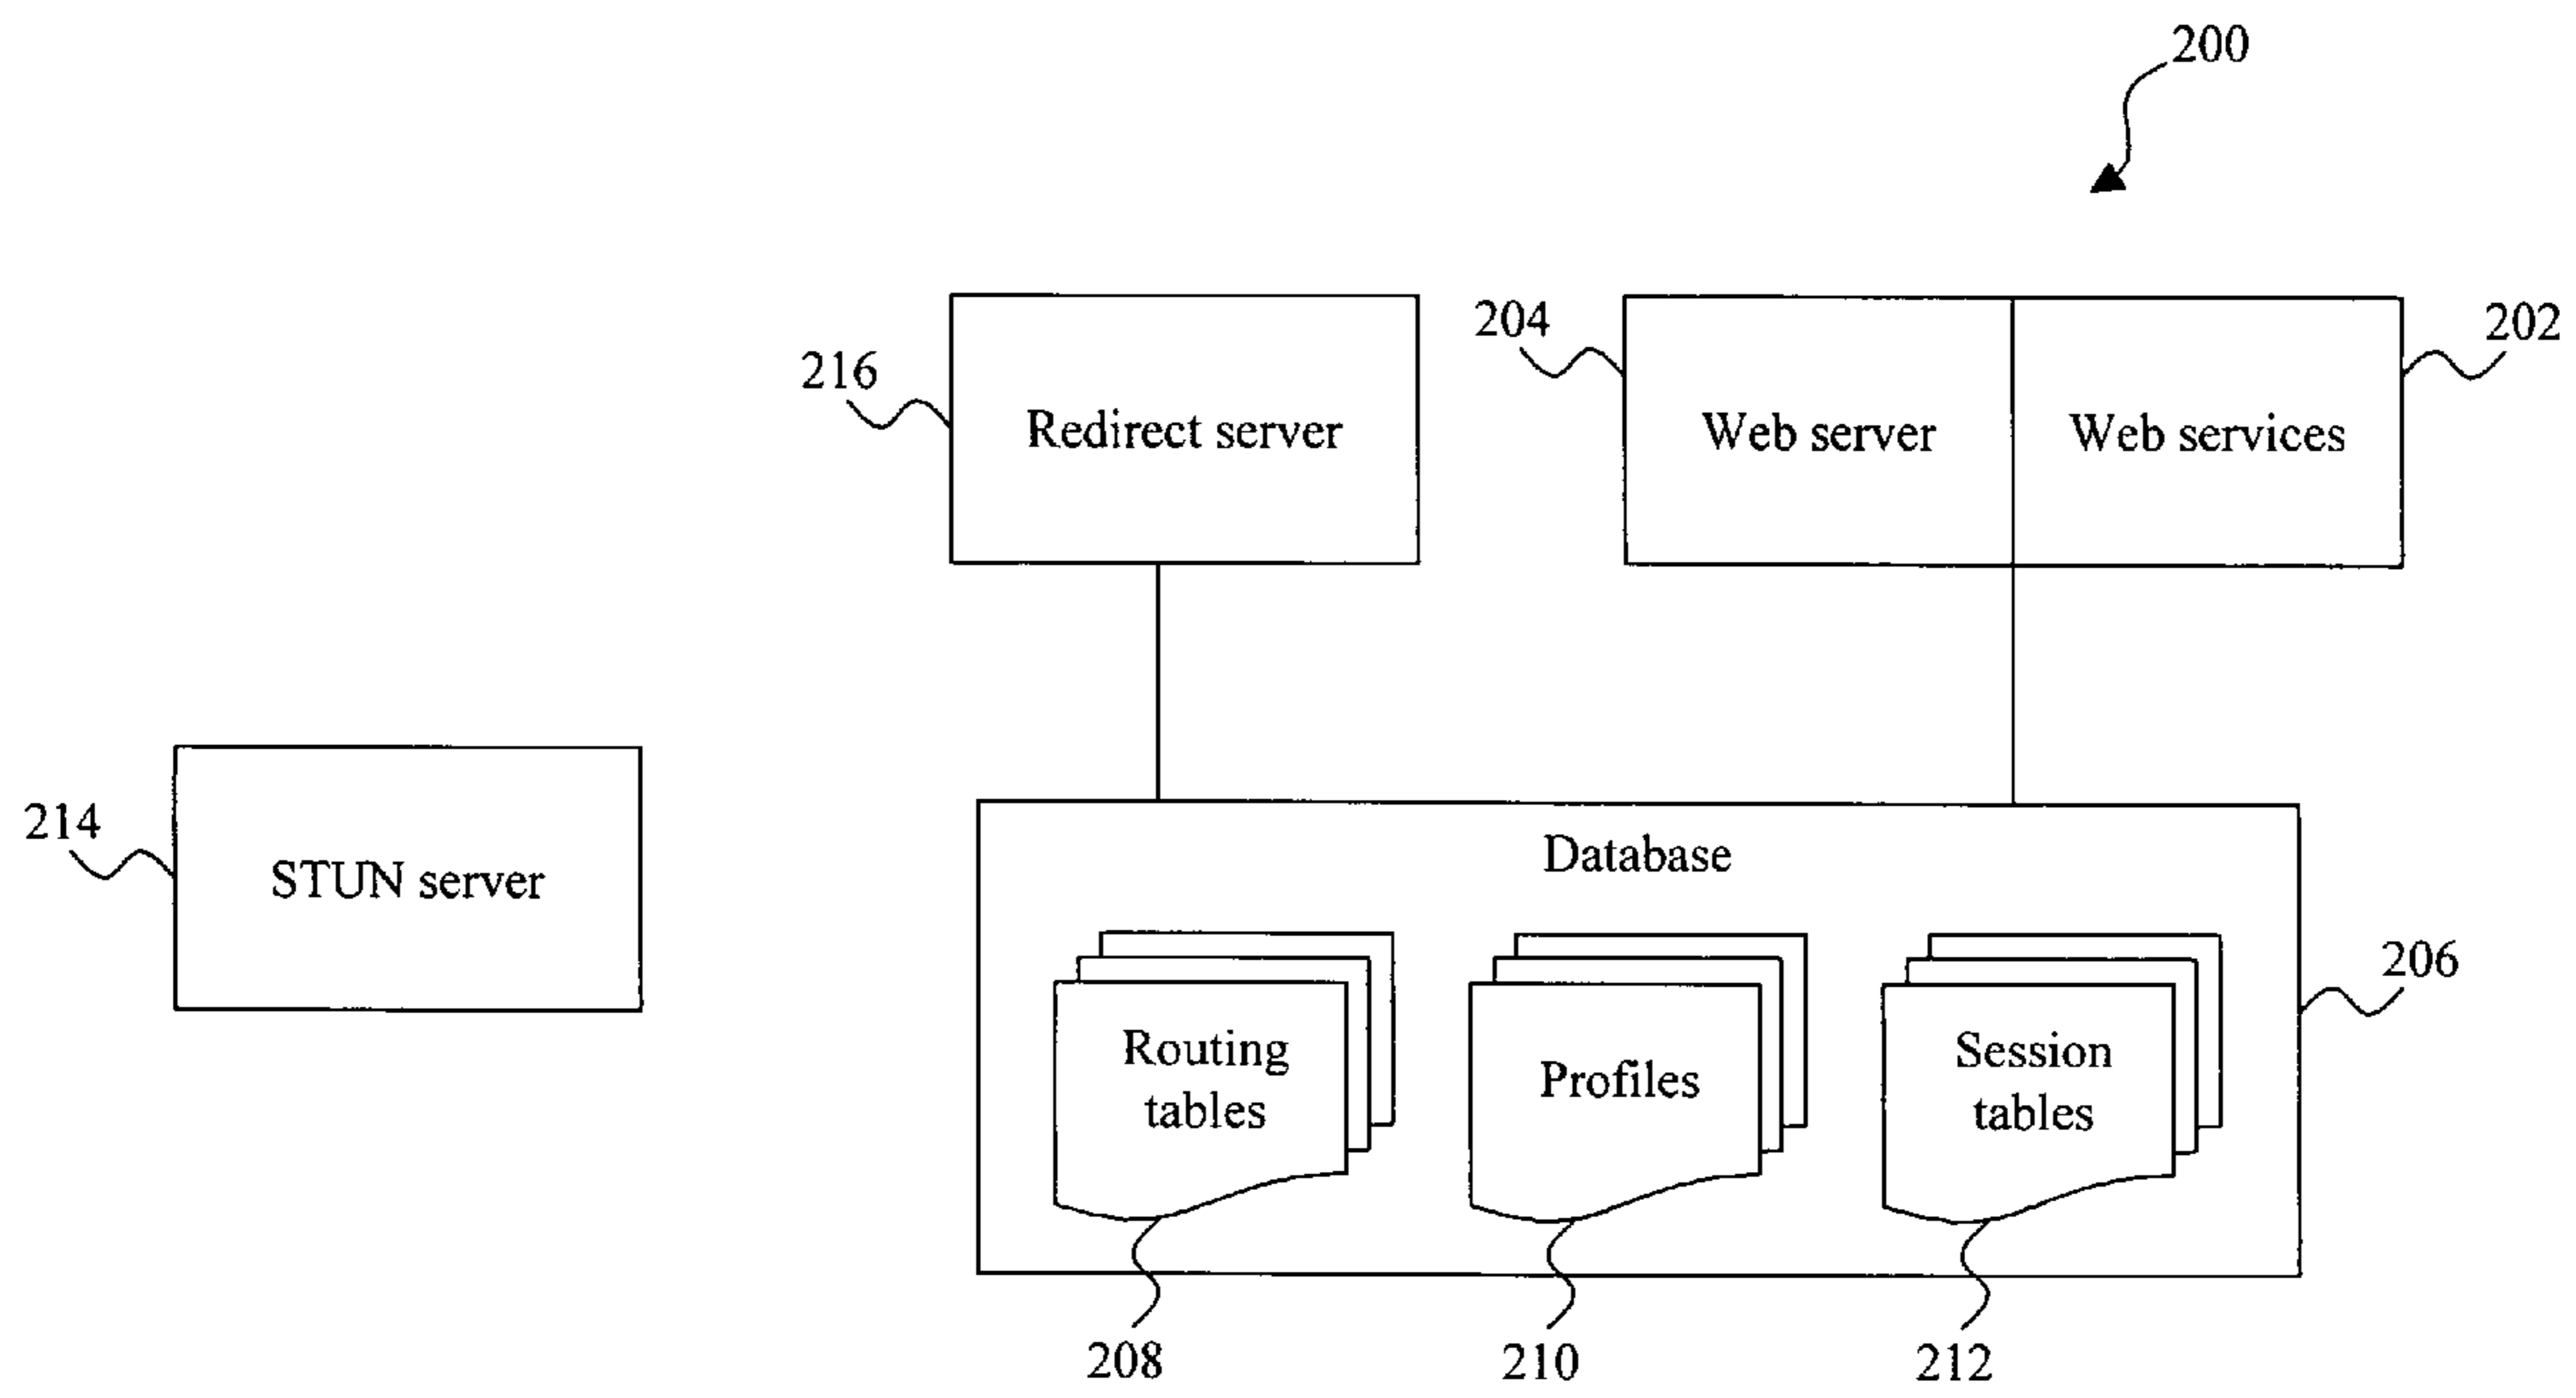 200
204
202
216
Redirect server
Web server
Web services
214
STUN server
Database
206
Routing
tables
Profiles
Session
tables
208
210
212